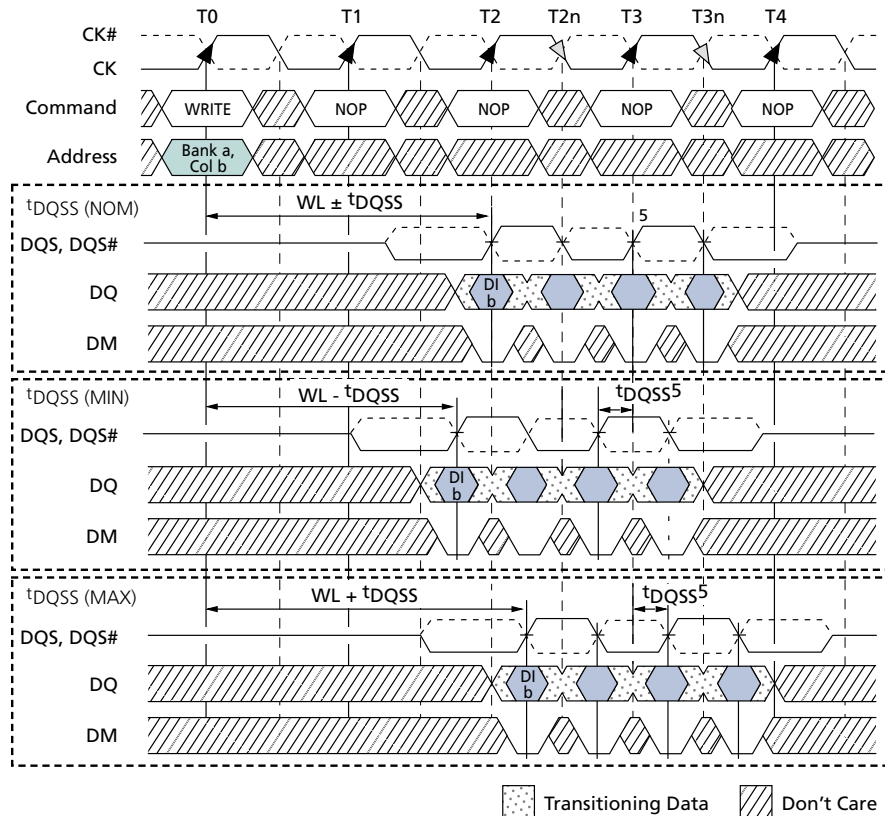 T0 T1 T2 T2n T3 T3n T4
CK#
CK
Command WRITE NOP NOP NOP NOP
Address Bank a,
Col b
tDQSS (NOM) WL ± tDQSS 5
DQS, DQS#
DQ DI
b
DM
tDQSS (MIN) WL - tDQSS tDQSS5
DQS, DQS#
DQ DI
b
DM
tDQSS (MAX) WL + tDQSS tDQSS5
DQS, DQS#
DQ DI
b
DM
Transitioning Data Don't Care